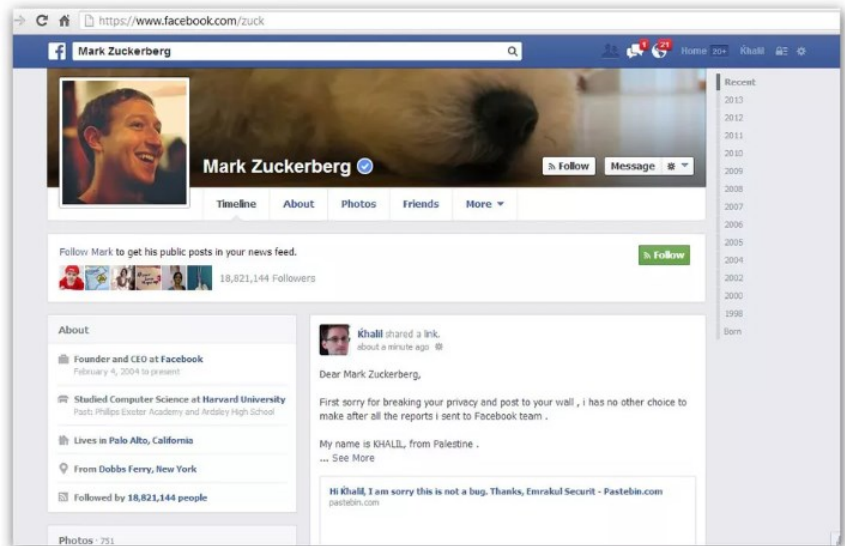 https://www.facebook.com/zuck
f Mark Zuckerberg
1 21 Home 20+ Ḱhalil
Mark Zuckerberg
Follow Message
Timeline About Photos Friends More
Recent
2013
2012
2011
2010
2009
2008
2007
2006
2005
2004
2002
2000
1998
Born
Follow Mark to get his public posts in your news feed.
18,821,144 Followers
Follow
About
Founder and CEO at Facebook
February 4, 2004 to present
Studied Computer Science at Harvard University
Past: Philips Exeter Academy and Ardsley High School
Lives in Palo Alto, California
From Dobbs Ferry, New York
Followed by 18,821,144 people
Photos · 751
Ḱhalil shared a link.
about a minute ago
Dear Mark Zuckerberg,
First sorry for breaking your privacy and post to your wall , i has no other choice to
make after all the reports i sent to Facebook team .
My name is KHALIL, from Palestine .
... See More
Hi Ḱhalil, I am sorry this is not a bug. Thanks, Emrakul Securit - Pastebin.com
pastebin.com